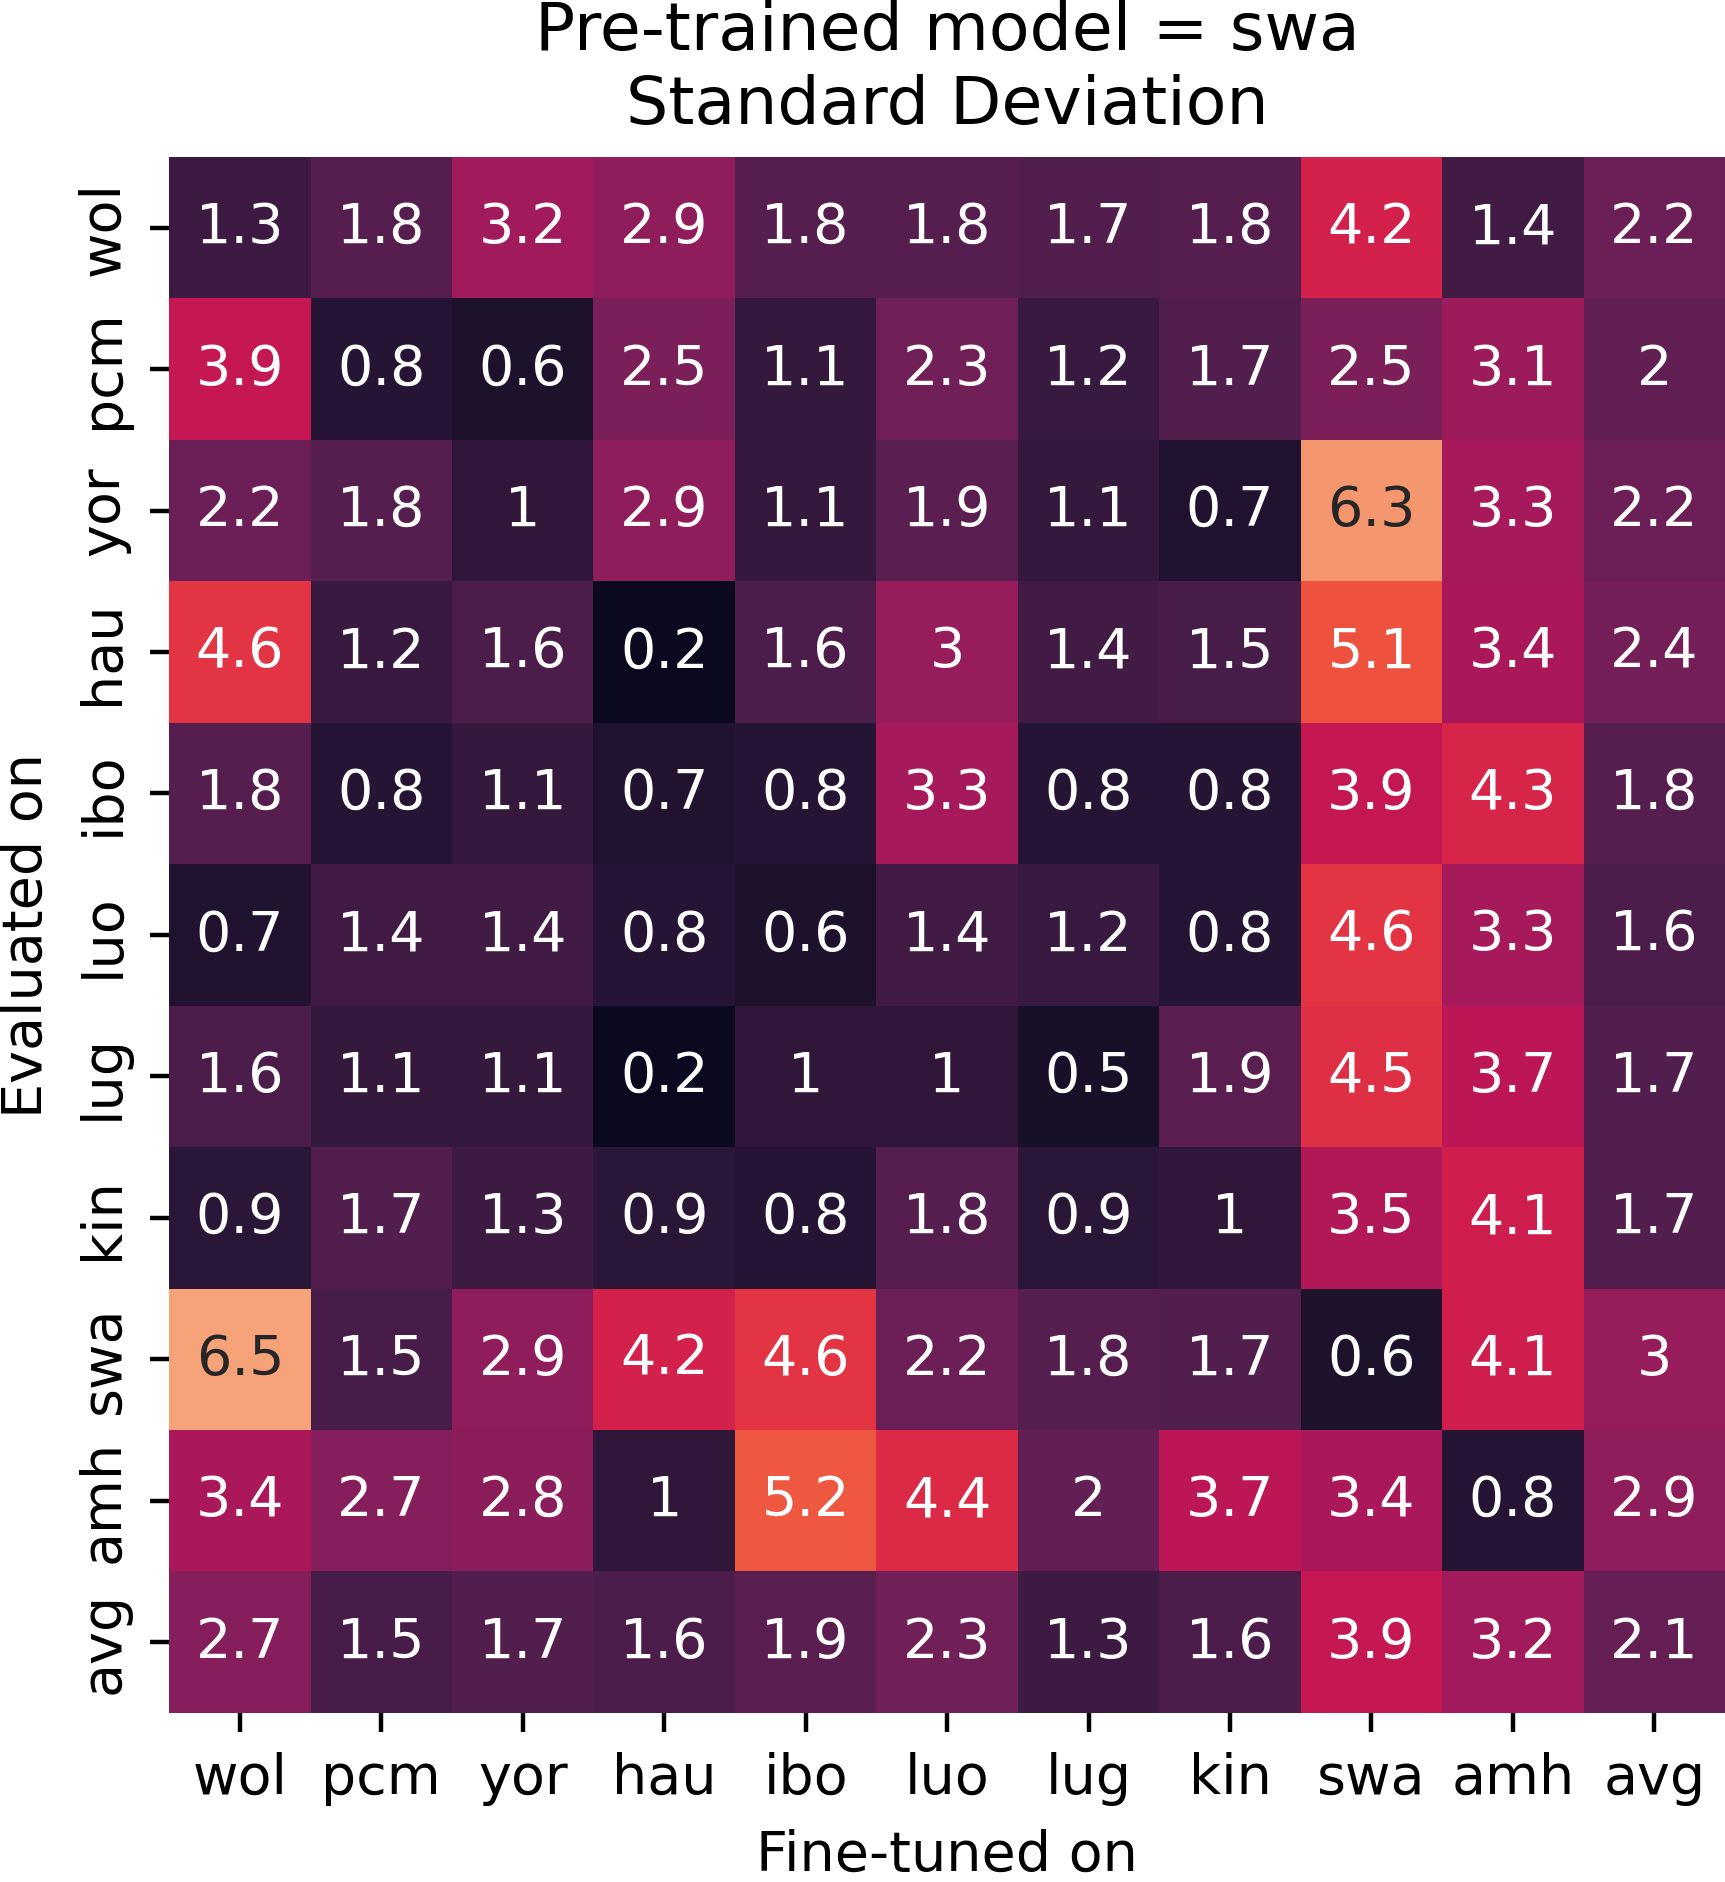 Pre-trained model = swa
Standard Deviation
Evaluated on
wol 1.3 1.8 3.2 2.9 1.8 1.8 1.7 1.8 4.2 1.4 2.2
pcm 3.9 0.8 0.6 2.5 1.1 2.3 1.2 1.7 2.5 3.1 2
yor 2.2 1.8 1 2.9 1.1 1.9 1.1 0.7 6.3 3.3 2.2
hau 4.6 1.2 1.6 0.2 1.6 3 1.4 1.5 5.1 3.4 2.4
ibo 1.8 0.8 1.1 0.7 0.8 3.3 0.8 0.8 3.9 4.3 1.8
luo 0.7 1.4 1.4 0.8 0.6 1.4 1.2 0.8 4.6 3.3 1.6
lug 1.6 1.1 1.1 0.2 1 1 0.5 1.9 4.5 3.7 1.7
kin 0.9 1.7 1.3 0.9 0.8 1.8 0.9 1 3.5 4.1 1.7
swa 6.5 1.5 2.9 4.2 4.6 2.2 1.8 1.7 0.6 4.1 3
amh 3.4 2.7 2.8 1 5.2 4.4 2 3.7 3.4 0.8 2.9
avg 2.7 1.5 1.7 1.6 1.9 2.3 1.3 1.6 3.9 3.2 2.1
wol pcm yor hau ibo luo lug kin swa amh avg
Fine-tuned on